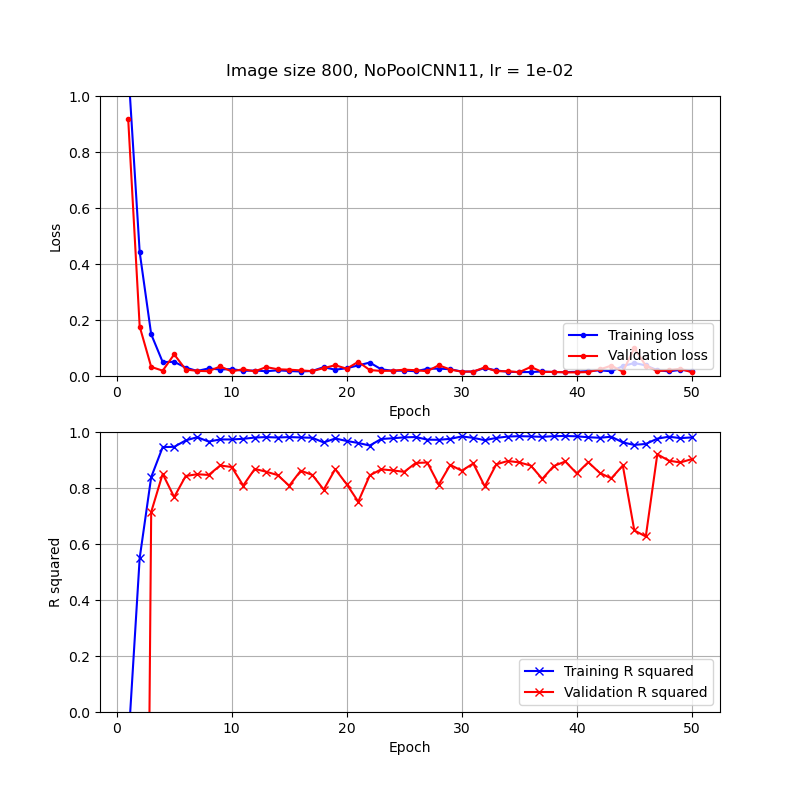 Image size 800, NoPoolCNN11, lr = 1e-02
1.0
0.8
0.6
0.4
0.2
0.0
Loss
Training loss
Validation loss
0 10 20 30 40 50
Epoch
1.0
0.8
0.6
0.4
0.2
0.0
R squared
Training R squared
Validation R squared
0 10 20 30 40 50
Epoch